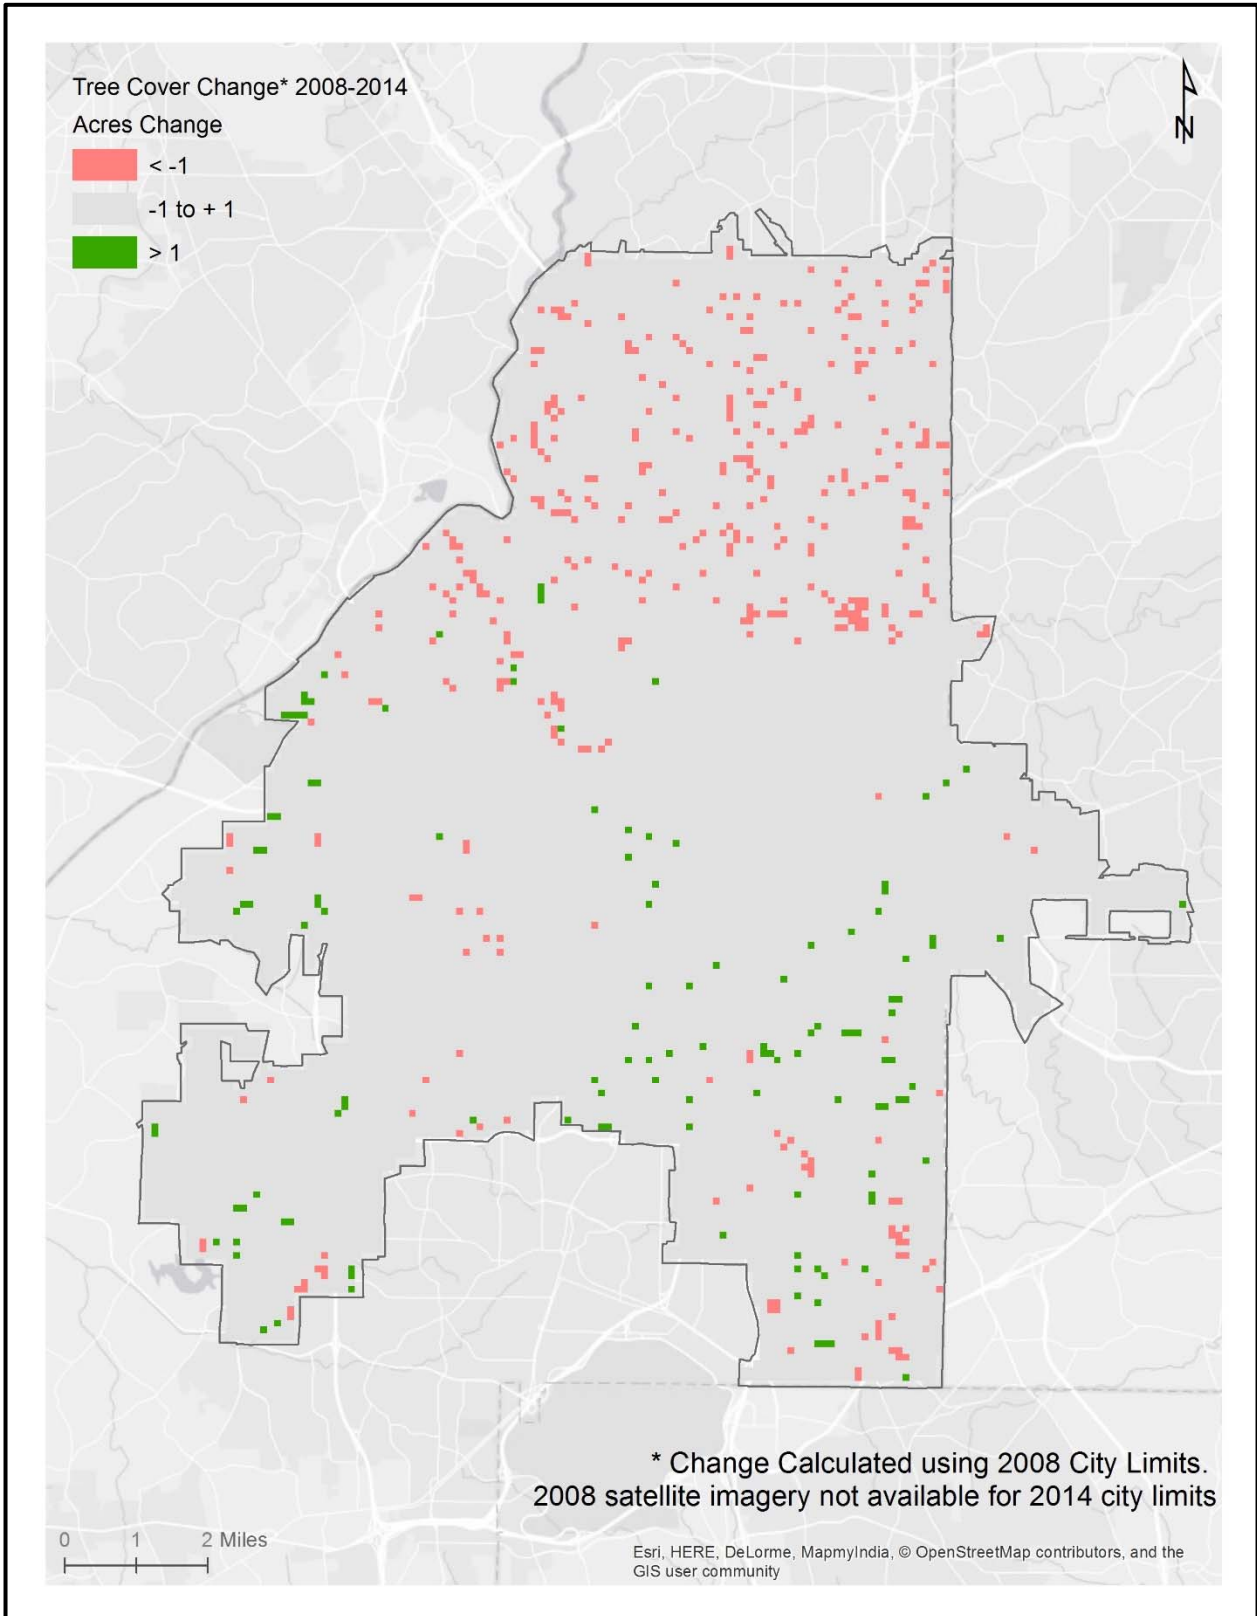 Tree Cover Change* 2008-2014
Acres Change
< -1
-1 to + 1
> 1
N
* Change Calculated using 2008 City Limits.
2008 satellite imagery not available for 2014 city limits
0 1 2 Miles
Esri, HERE, DeLorme, MapmyIndia, © OpenStreetMap contributors, and the
GIS user community